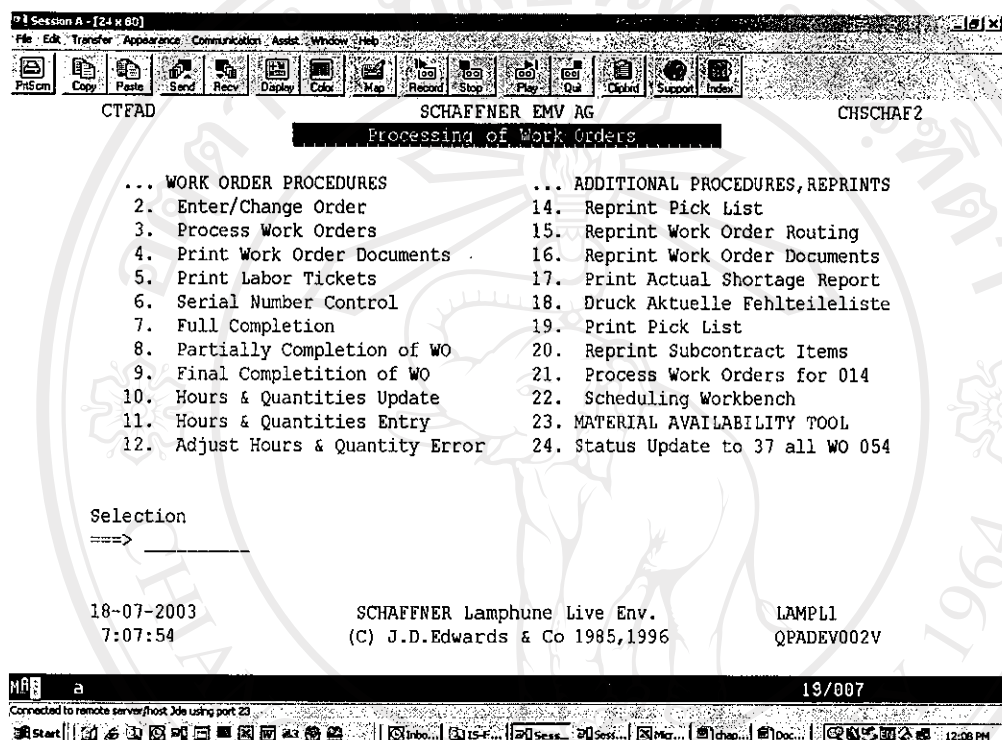 Session A - [24 x 80]
File Edit Transfer Appearance Communication Assist Window Help
PrtScrn Copy Paste Send Recv Display Color Map Record Stop Play Quit Clipbrd Support Index
CTFAD SCHAFFNER EMV AG CHSCHAF2
Processing of Work Orders
... WORK ORDER PROCEDURES ... ADDITIONAL PROCEDURES,REPRINTS
2. Enter/Change Order 14. Reprint Pick List
3. Process Work Orders 15. Reprint Work Order Routing
4. Print Work Order Documents 16. Reprint Work Order Documents
5. Print Labor Tickets 17. Print Actual Shortage Report
6. Serial Number Control 18. Druck Aktuelle Fehlteileliste
7. Full Completion 19. Print Pick List
8. Partially Completion of WO 20. Reprint Subcontract Items
9. Final Completition of WO 21. Process Work Orders for 014
10. Hours & Quantities Update 22. Scheduling Workbench
11. Hours & Quantities Entry 23. MATERIAL AVAILABILITY TOOL
12. Adjust Hours & Quantity Error 24. Status Update to 37 all WO 054
Selection
===>
18-07-2003 SCHAFFNER Lamphune Live Env. LAMPL1
7:07:54 (C) J.D.Edwards & Co 1985,1996 QPADEV002V
a 19/007
Connected to remote server/host Jde using port 23
Start Inbo... IS-F... Sess... Sess... Micr... chap... Doc... 12:08 PM
1964